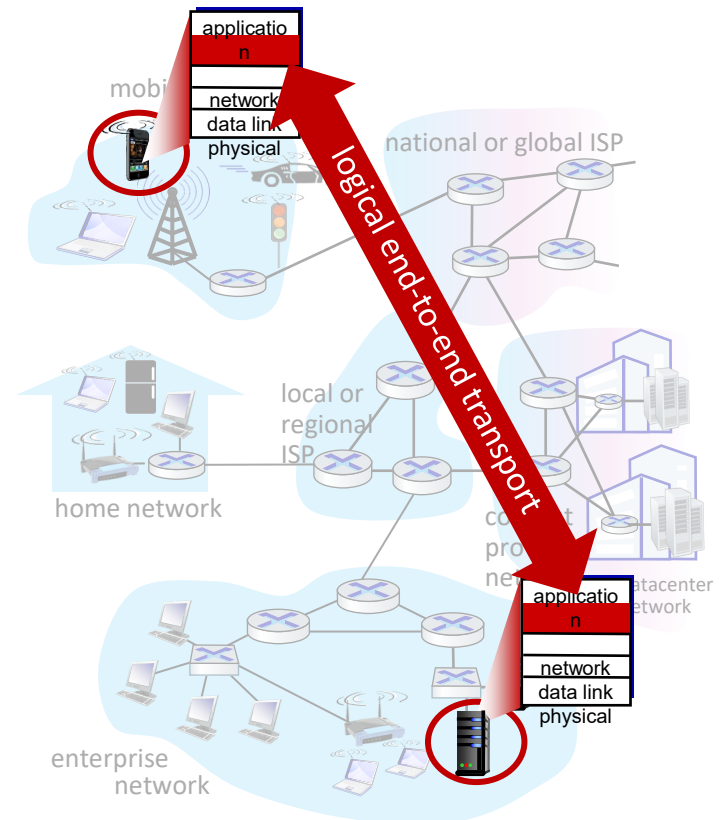 applicatio
n
network
data link
physical
national or global ISP
logical end-to-end transport
local or
regional
ISP
home network
applicatio
n
network
data link
physical
network
enterprise
network